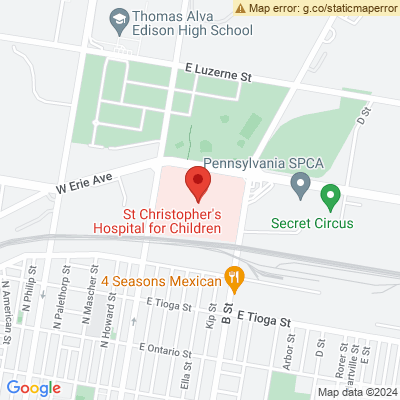 Map error: g.co/staticmaperror
Thomas Alva
Edison High School
E Luzerne St
D St
Pennsylvania SPCA
W Erie Ave
St Christopher's
Hospital for Children
Secret Circus
4 Seasons Mexican
N American St
N Philip St
N Palethorp St
N Mascher St
N Howard St
E Tioga St
Kip St
B St
E Tioga St
E Ontario St
Ella St
Arbor St
D St
Rorer St
E St
Google
Map data ©2024